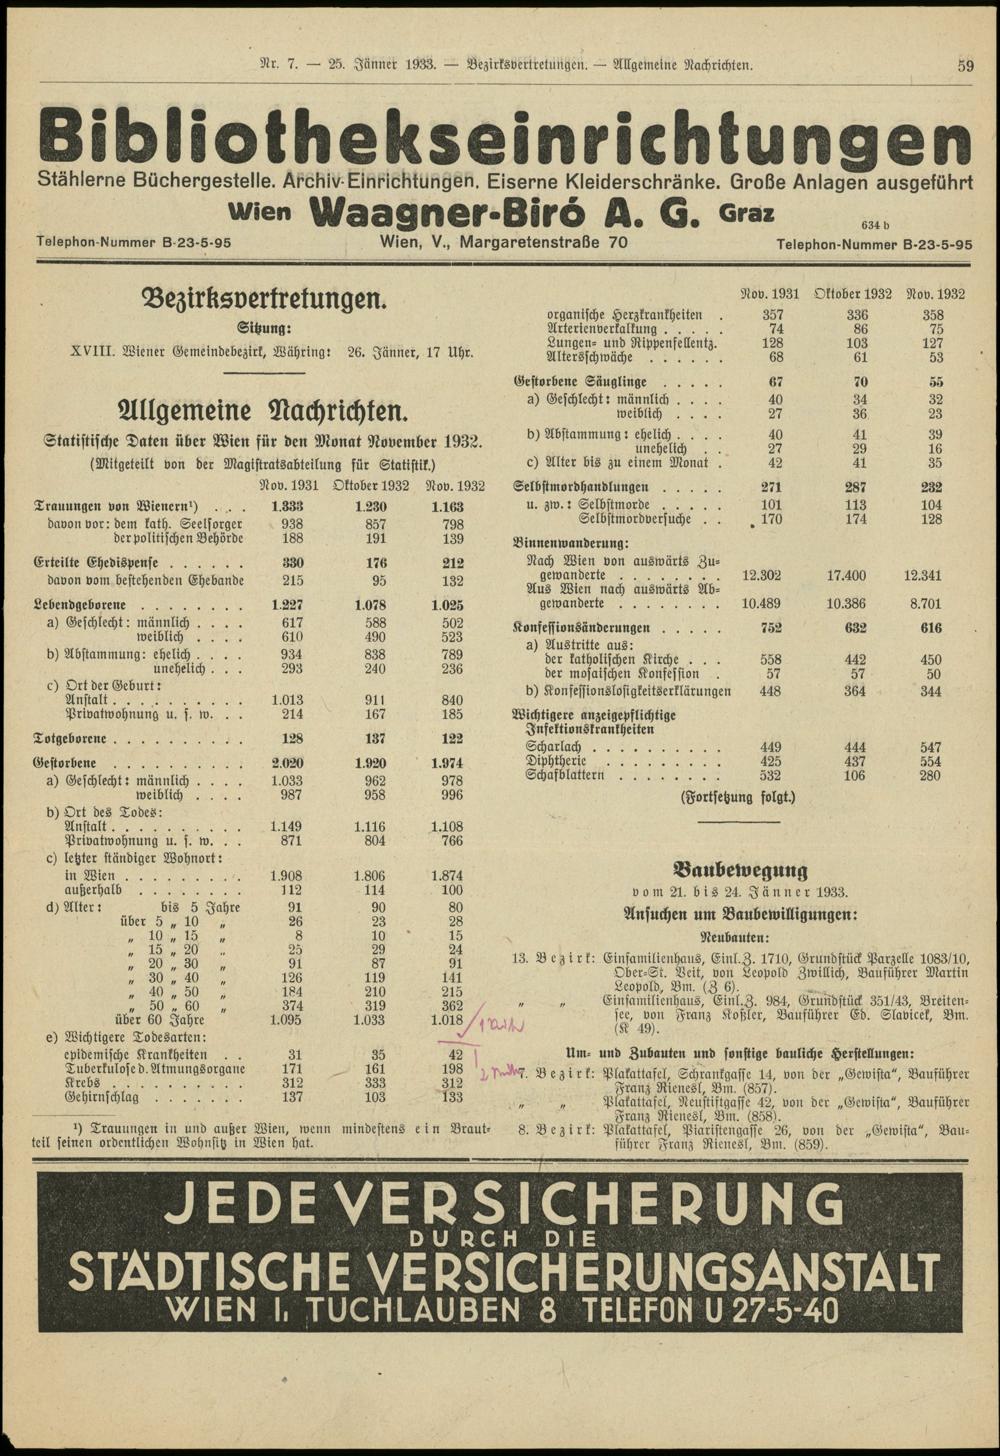 Nr. 7. — 25. Jänner 1933. — Bezirksvertretungen. — Allgemeine Nachrichten. 59
Bibliothekseinrichtungen
Stählerne Büchergestelle. Archiv-Einrichtungen. Eiserne Kleiderschränke. Große Anlagen ausgeführt
Wien Waagner-Biró A. G. Graz
634 b
Telephon-Nummer B-23-5-95 Wien, V., Margaretenstraße 70 Telephon-Nummer B-23-5-95
Bezirksvertretungen.
Sitzung:
XVIII. Wiener Gemeindebezirk, Währing: 26. Jänner, 17 Uhr.
Allgemeine Nachrichten.
Statistische Daten über Wien für den Monat November 1932.
(Mitgeteilt von der Magistratsabteilung für Statistik.)
Nov. 1931 Oktober 1932 Nov. 1932
Trauungen von Wienern¹) . . . 1.333 1.230 1.163
davon vor: dem kath. Seelsorger 938 857 798
der politischen Behörde 188 191 139
Erteilte Ehedispense . . . . . . 330 176 212
davon vom bestehenden Ehebande 215 95 132
Lebendgeborene . . . . . . . . 1.227 1.078 1.025
a) Geschlecht: männlich . . . . 617 588 502
weiblich . . . . 610 490 523
b) Abstammung: ehelich . . . . 934 838 789
unehelich . . . 293 240 236
c) Ort der Geburt:
Anstalt . . . . . . . . . . 1.013 911 840
Privatwohnung u. s. w. . . 214 167 185
Totgeborene . . . . . . . . . . 128 137 122
Gestorbene . . . . . . . . . . 2.020 1.920 1.974
a) Geschlecht: männlich . . . . 1.033 962 978
weiblich . . . . 987 958 996
b) Ort des Todes:
Anstalt . . . . . . . . . . 1.149 1.116 1.108
Privatwohnung u. s. w. . . 871 804 766
c) letzter ständiger Wohnort:
in Wien . . . . . . . . . 1.908 1.806 1.874
außerhalb . . . . . . . . 112 114 100
d) Alter: bis 5 Jahre 91 90 80
über 5 „ 10 „ 26 23 28
„ 10 „ 15 „ 8 10 15
„ 15 „ 20 „ 25 29 24
„ 20 „ 30 „ 91 87 91
„ 30 „ 40 „ 126 119 141
„ 40 „ 50 „ 184 210 215
„ 50 „ 60 „ 374 319 362
über 60 Jahre 1.095 1.033 1.018
e) Wichtigere Todesarten:
epidemische Krankheiten . . 31 35 42
Tuberkulose d. Atmungsorgane 171 161 198
Krebs . . . . . . . . . . 312 333 312
Gehirnschlag . . . . . . . 137 103 133
¹) Trauungen in und außer Wien, wenn mindestens ein Braut-
teil seinen ordentlichen Wohnsitz in Wien hat.
Nov. 1931 Oktober 1932 Nov. 1932
organische Herzkrankheiten . 357 336 358
Arterienverkalkung . . . . . 74 86 75
Lungen- und Rippenfellentz. 128 103 127
Altersschwäche . . . . . . 68 61 53
Gestorbene Säuglinge . . . . . 67 70 55
a) Geschlecht: männlich . . . . 40 34 32
weiblich . . . . 27 36 23
b) Abstammung: ehelich . . . . 40 41 39
unehelich . . 27 29 16
c) Alter bis zu einem Monat . 42 41 35
Selbstmordhandlungen . . . . . 271 287 232
u. zw.: Selbstmorde . . . . . 101 113 104
Selbstmordversuche . . 170 174 128
Binnenwanderung:
Nach Wien von auswärts Zu-
gewanderte . . . . . . . . 12.302 17.400 12.341
Aus Wien nach auswärts Ab-
gewanderte . . . . . . . . 10.489 10.386 8.701
Konfessionsänderungen . . . . . 752 632 616
a) Austritte aus:
der katholischen Kirche . . . 558 442 450
der mosaischen Konfession . 57 57 50
b) Konfessionslosigkeitserklärungen 448 364 344
Wichtigere anzeigepflichtige
Infektionskrankheiten
Scharlach . . . . . . . . . . 449 444 547
Diphtherie . . . . . . . . . 425 437 554
Schafblattern . . . . . . . . 532 106 280
(Fortsetzung folgt.)
Baubewegung
vom 21. bis 24. Jänner 1933.
Ansuchen um Baubewilligungen:
Neubauten:
13. Bezirk: Einfamilienhaus, Einl.Z. 1710, Grundstück Parzelle 1083/10,
Ober-St. Veit, von Leopold Zwillich, Bauführer Martin
Leopold, Bm. (Z 6).
„ „ Einfamilienhaus, Einl.Z. 984, Grundstück 351/43, Breiten-
see, von Franz Koßler, Bauführer Ed. Slavicek, Bm.
(K 49).
Um- und Zubauten und sonstige bauliche Herstellungen:
7. Bezirk: Plakattafel, Schrankgasse 14, von der „Gewista“, Bauführer
Franz Rienesl, Bm. (857).
„ „ Plakattafel, Neustiftgasse 42, von der „Gewista“, Bauführer
Franz Rienesl, Bm. (858).
8. Bezirk: Plakattafel, Piaristengasse 26, von der „Gewista“, Bau-
führer Franz Rienesl, Bm. (859).
JEDE VERSICHERUNG
DURCH DIE
STÄDTISCHE VERSICHERUNGSANSTALT
WIEN I, TUCHLAUBEN 8 TELEFON U 27-5-40